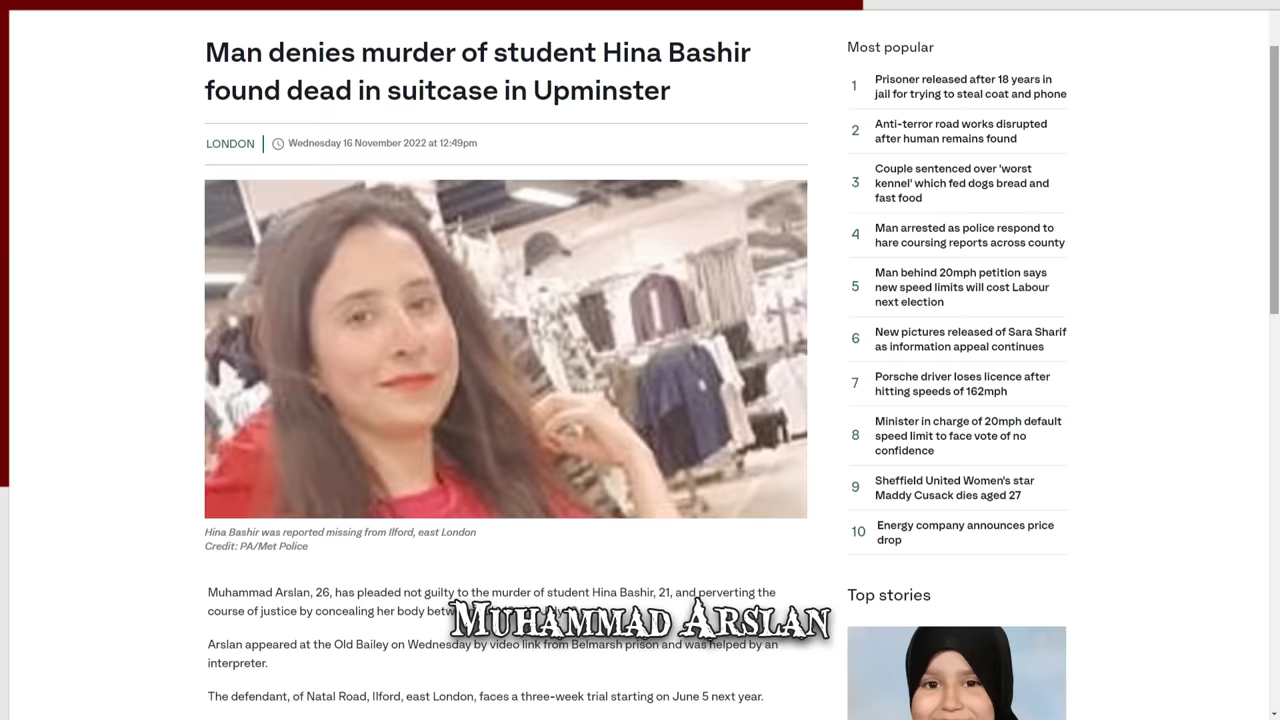 Man denies murder of student Hina Bashir
found dead in suitcase in Upminster
LONDON
Wednesday 16 November 2022 at 12:49pm
Hina Bashir was reported missing from Ilford, east London
Credit: PA/Met Police
Muhammad Arslan, 26, has pleaded not guilty to the murder of student Hina Bashir, 21, and perverting the
course of justice by concealing her body
MUHAMMAD ARSLAN
Arslan appeared at the Old Bailey on Wednesday by video link from Belmarsh prison and was helped by an
interpreter.
The defendant, of Natal Road, Ilford, east London, faces a three-week trial starting on June 5 next year.
Most popular
1 Prisoner released after 18 years in
jail for trying to steal coat and phone
2 Anti-terror road works disrupted
after human remains found
3 Couple sentenced over 'worst
kennel' which fed dogs bread and
fast food
4 Man arrested as police respond to
hare coursing reports across county
5 Man behind 20mph petition says
new speed limits will cost Labour
next election
6 New pictures released of Sara Sharif
as information appeal continues
7 Porsche driver loses licence after
hitting speeds of 162mph
8 Minister in charge of 20mph default
speed limit to face vote of no
confidence
9 Sheffield United Women's star
Maddy Cusack dies aged 27
10 Energy company announces price
drop
Top stories